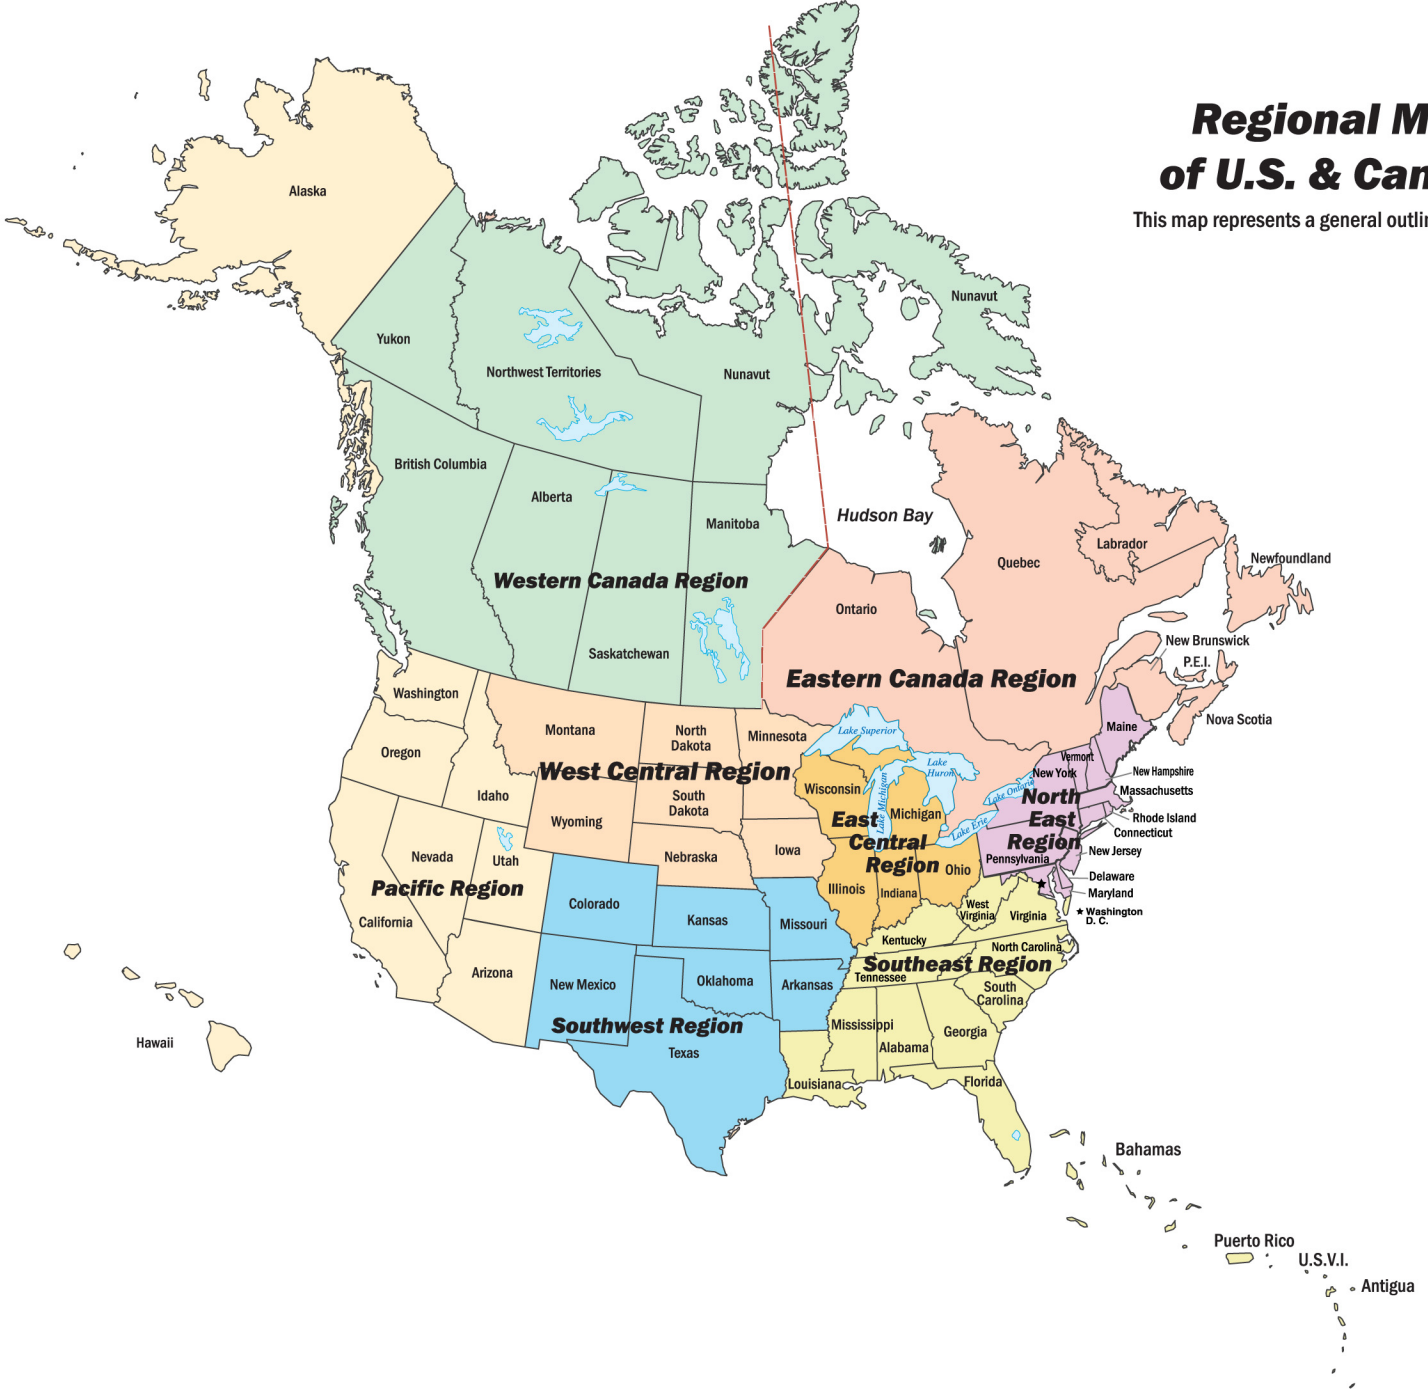 Regional M
of U.S. & Can
This map represents a general outlin
Alaska
Nunavut
Yukon
Northwest Territories
Nunavut
British Columbia
Alberta
Manitoba
Hudson Bay
Labrador
Quebec
Newfoundland
Western Canada Region
Ontario
Saskatchewan
New Brunswick
P.E.I.
Eastern Canada Region
Washington
Nova Scotia
Montana
North
Dakota
Minnesota
Lake Superior
Maine
Oregon
Vermont
Lake
Huron
New York
New Hampshire
West Central Region
Idaho
South
Dakota
Wisconsin
Lake Michigan
Michigan
Lake Ontario
Massachusetts
North
East
Region
Wyoming
Rhode Island
Connecticut
East
Central
Region
Lake Erie
Nevada
Utah
Nebraska
Iowa
New Jersey
Pennsylvania
Ohio
Pacific Region
Illinois
Indiana
Delaware
Maryland
Colorado
West
Virginia
Virginia
Washington
D. C.
California
Kansas
Missouri
Kentucky
North Carolina
Southeast Region
Arizona
New Mexico
Oklahoma
Arkansas
Tennessee
South
Carolina
Southwest Region
Mississippi
Georgia
Hawaii
Texas
Alabama
Louisiana
Florida
Bahamas
Puerto Rico
U.S.V.I.
Antigua